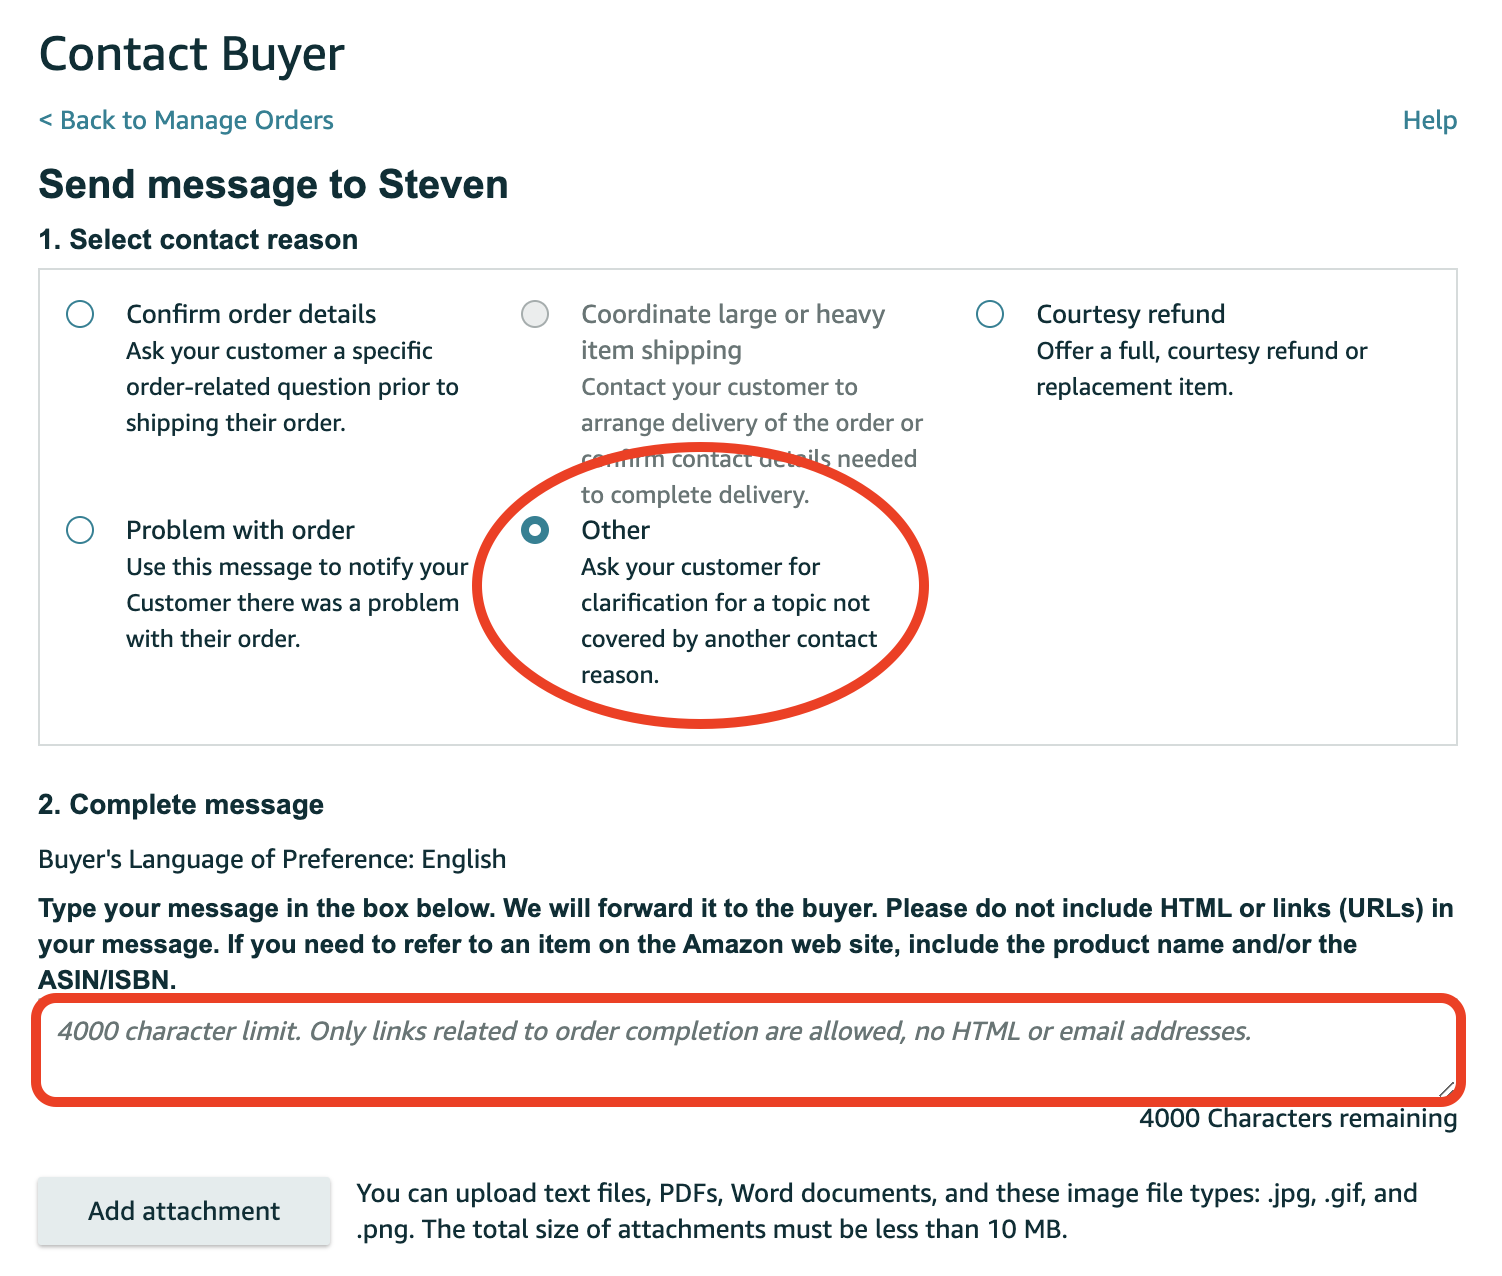 Contact Buyer
< Back to Manage Orders
Help
Send message to Steven
1. Select contact reason
Confirm order details
Ask your customer a specific
order-related question prior to
shipping their order.
Coordinate large or heavy
item shipping
Contact your customer to
arrange delivery of the order or
confirm contact details needed
to complete delivery.
Courtesy refund
Offer a full, courtesy refund or
replacement item.
Problem with order
Use this message to notify your
Customer there was a problem
with their order.
Other
Ask your customer for
clarification for a topic not
covered by another contact
reason.
2. Complete message
Buyer's Language of Preference: English
Type your message in the box below. We will forward it to the buyer. Please do not include HTML or links (URLs) in
your message. If you need to refer to an item on the Amazon web site, include the product name and/or the
ASIN/ISBN.
4000 character limit. Only links related to order completion are allowed, no HTML or email addresses.
4000 Characters remaining
Add attachment
You can upload text files, PDFs, Word documents, and these image file types: .jpg, .gif, and
.png. The total size of attachments must be less than 10 MB.